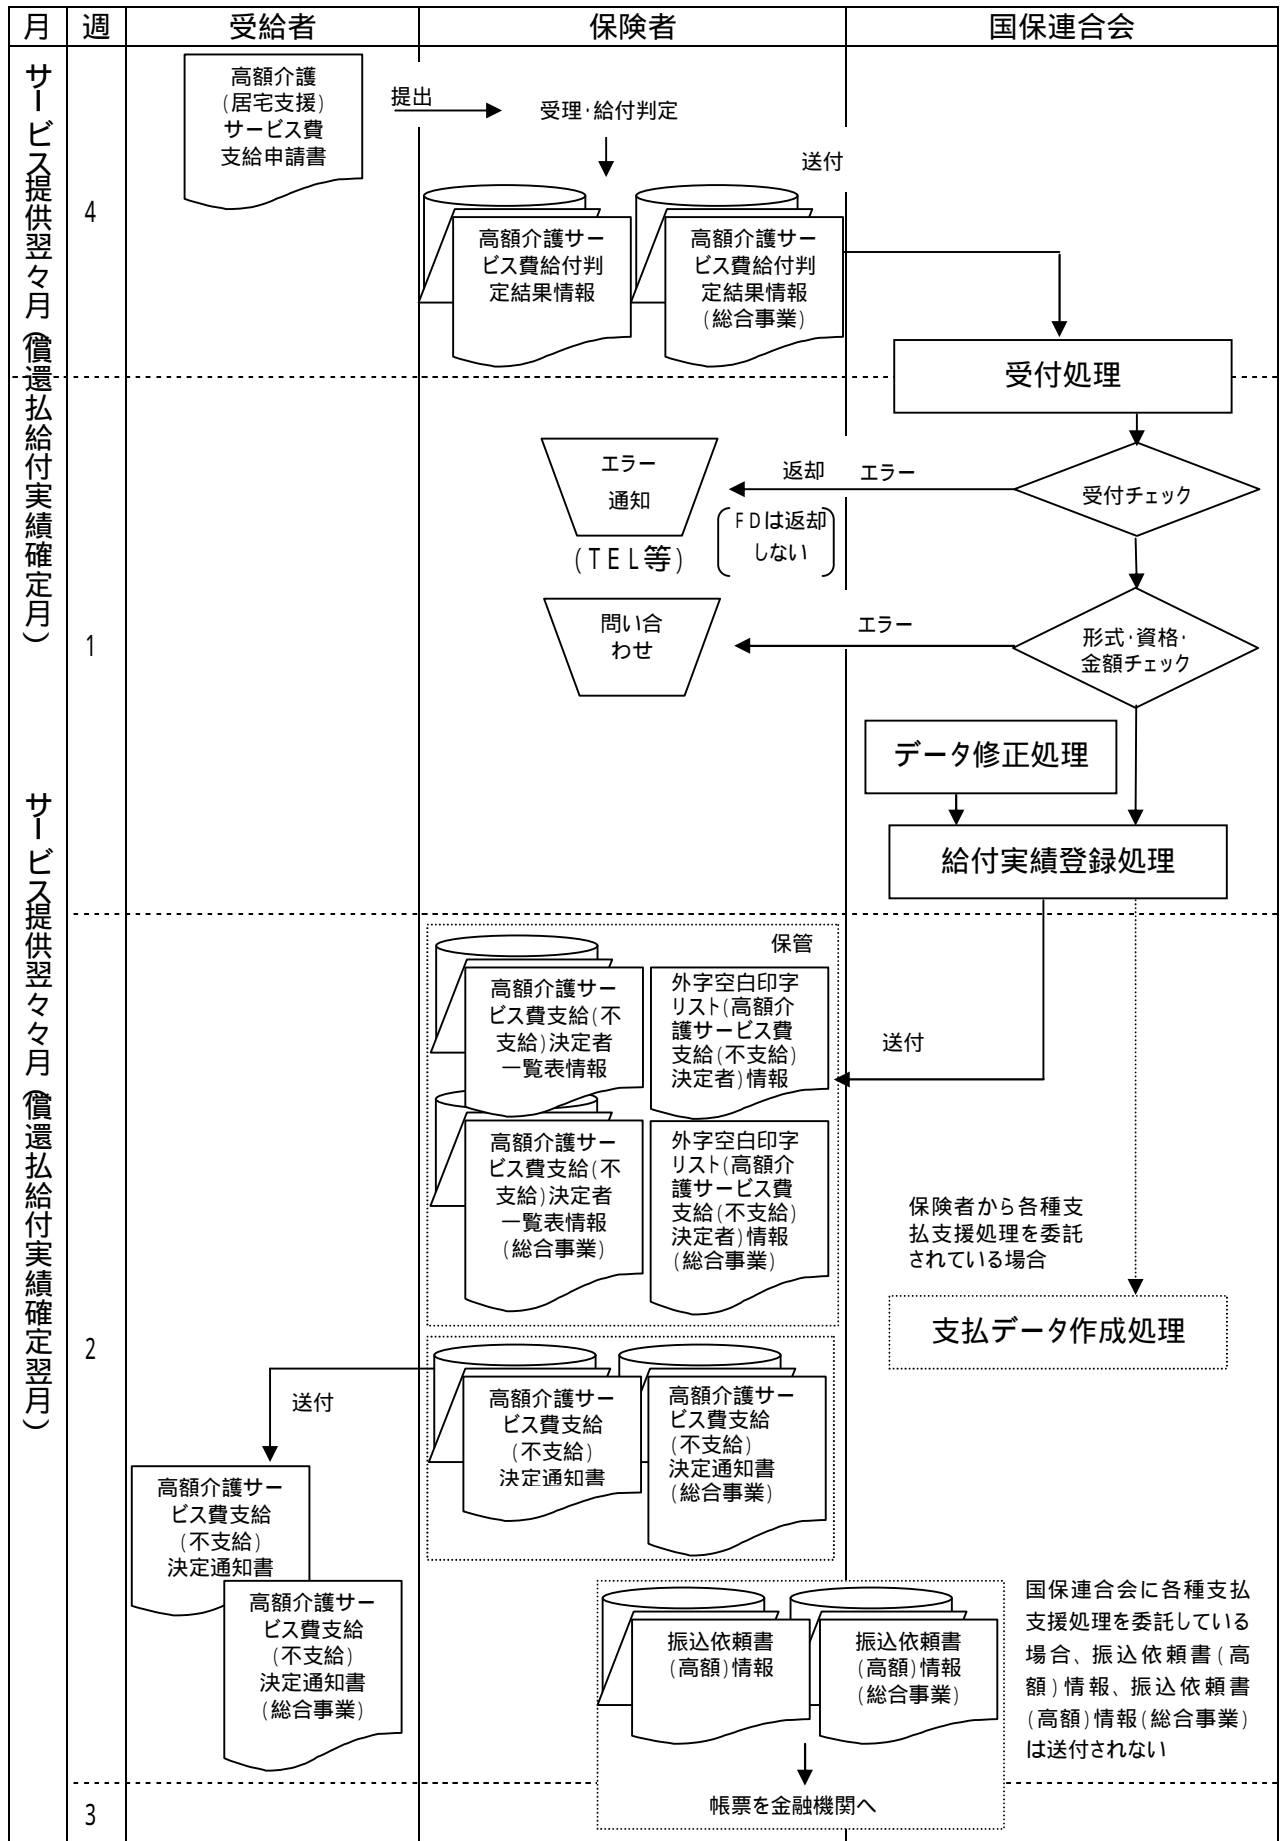 月
週
受給者
保険者
国保連合会
サービス提供翌々月(償還払給付実績確定月)
4
高額介護
(居宅支援)
サービス費
支給申請書
提出
受理・給付判定
送付
高額介護サー
ビス費給付判
定結果情報
高額介護サー
ビス費給付判
定結果情報
(総合事業)
受付処理
1
エラー
通知
(TEL等)
返却
エラー
FDは返却
しない
受付チェック
問い合
わせ
エラー
形式・資格・
金額チェック
データ修正処理
給付実績登録処理
サービス提供翌々々月(償還払給付実績確定翌月)
2
保管
高額介護サー
ビス費支給(不
支給)決定者
一覧表情報
外字空白印字
リスト(高額介
護サービス費
支給(不支給)
決定者)情報
送付
高額介護サー
ビス費支給(不
支給)決定者
一覧表情報
(総合事業)
外字空白印字
リスト(高額介
護サービス費
支給(不支給)
決定者)情報
(総合事業)
保険者から各種支
払支援処理を委託
されている場合
支払データ作成処理
送付
高額介護サー
ビス費支給
(不支給)
決定通知書
高額介護サー
ビス費支給
(不支給)
決定通知書
(総合事業)
高額介護サー
ビス費支給
(不支給)
決定通知書
高額介護サー
ビス費支給
(不支給)
決定通知書
(総合事業)
振込依頼書
(高額)情報
振込依頼書
(高額)情報
(総合事業)
国保連合会に各種支払
支援処理を委託している
場合、振込依頼書(高
額)情報、振込依頼書
(高額)情報(総合事業)
は送付されない
3
帳票を金融機関へ